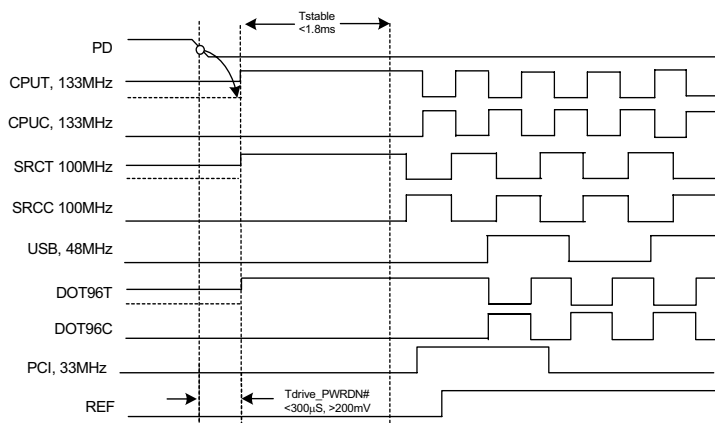 Tstable
<1.8ms
PD
CPUT, 133MHz
CPUC, 133MHz
SRCT 100MHz
SRCC 100MHz
USB, 48MHz
DOT96T
DOT96C
PCI, 33MHz
Tdrive_PWRDN#
<300µS, >200mV
REF